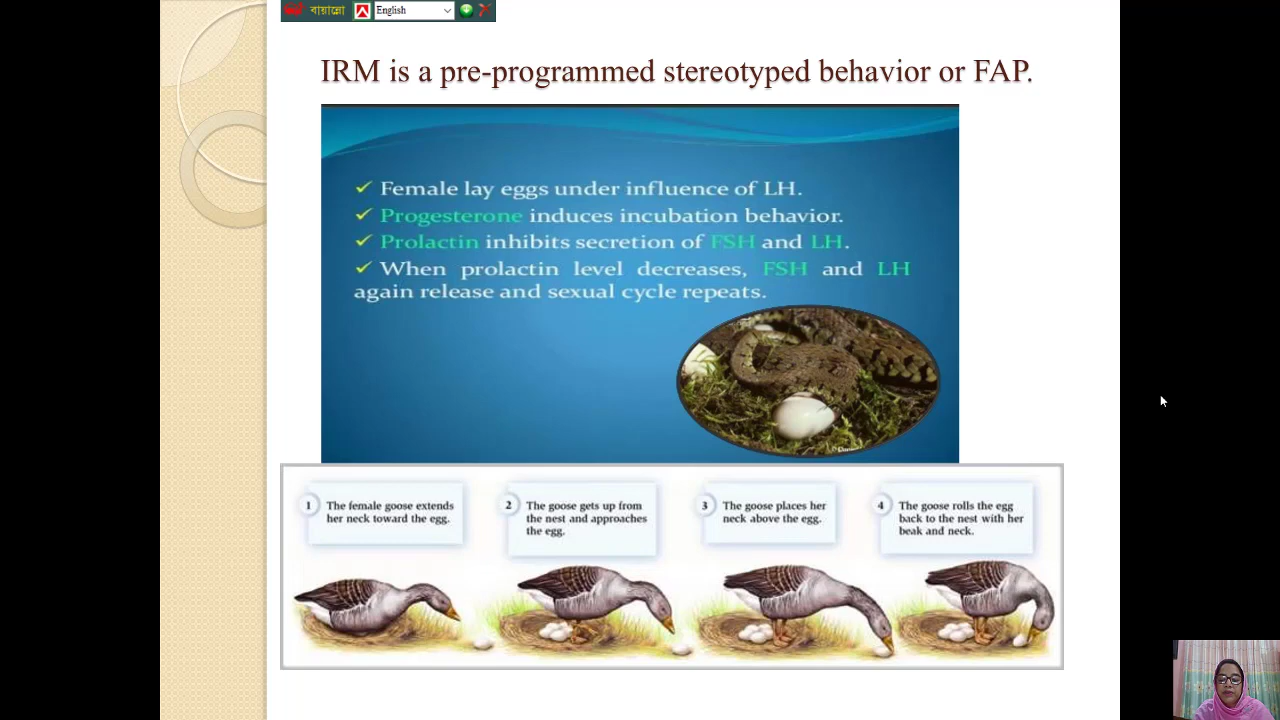 বায়ান্নো
English
IRM is a pre-programmed stereotyped behavior or FAP.
✓ Female lay eggs under influence of LH.
✓ Progesterone induces incubation behavior.
✓ Prolactin inhibits secretion of FSH and LH.
✓ When prolactin level decreases, FSH and LH
again release and sexual cycle repeats.
1 The female goose extends
her neck toward the egg.
2 The goose gets up from
the nest and approaches
the egg.
3 The goose places her
neck above the egg.
4 The goose rolls the egg
back to the nest with her
beak and neck.